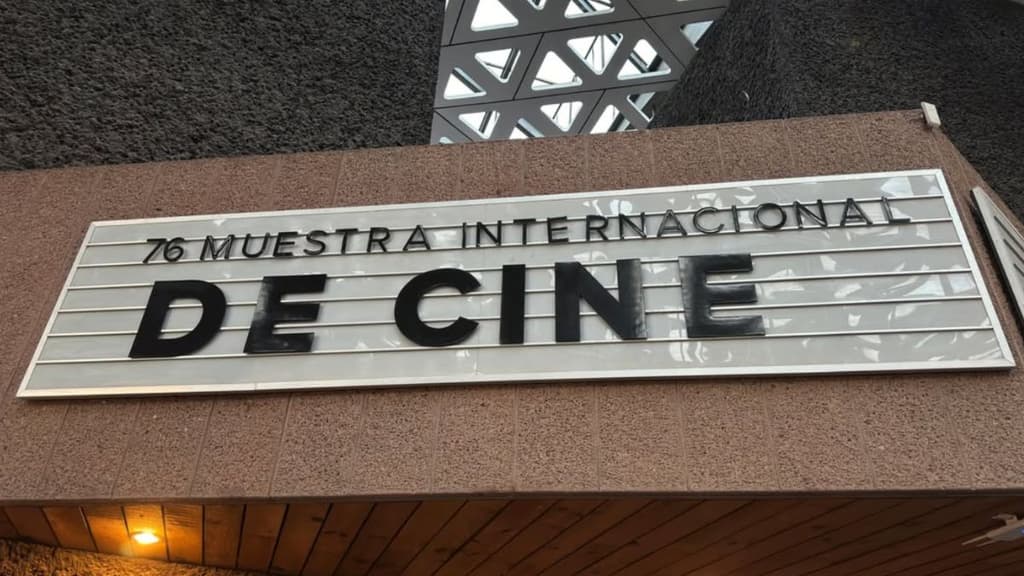 76 MUESTRA INTERNACIONAL
DE CINE